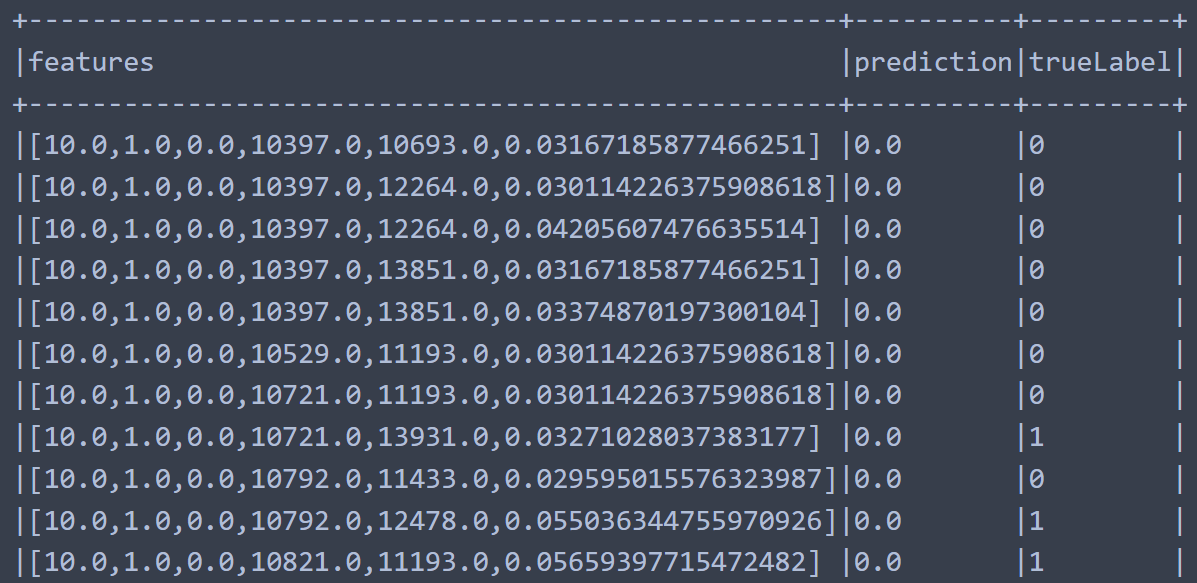 +---------------------------------------------------+----------+---------+
|features                                           |prediction|trueLabel|
+---------------------------------------------------+----------+---------+
|[10.0,1.0,0.0,10397.0,10693.0,0.03167185877466251] |0.0       |0        |
|[10.0,1.0,0.0,10397.0,12264.0,0.030114226375908618]|0.0       |0        |
|[10.0,1.0,0.0,10397.0,12264.0,0.04205607476635514] |0.0       |0        |
|[10.0,1.0,0.0,10397.0,13851.0,0.03167185877466251] |0.0       |0        |
|[10.0,1.0,0.0,10397.0,13851.0,0.03374870197300104] |0.0       |0        |
|[10.0,1.0,0.0,10529.0,11193.0,0.030114226375908618]|0.0       |0        |
|[10.0,1.0,0.0,10721.0,11193.0,0.030114226375908618]|0.0       |0        |
|[10.0,1.0,0.0,10721.0,13931.0,0.03271028037383177] |0.0       |1        |
|[10.0,1.0,0.0,10792.0,11433.0,0.029595015576323987]|0.0       |0        |
|[10.0,1.0,0.0,10792.0,12478.0,0.055036344755970926]|0.0       |1        |
|[10.0,1.0,0.0,10821.0,11193.0,0.05659397715472482] |0.0       |1        |